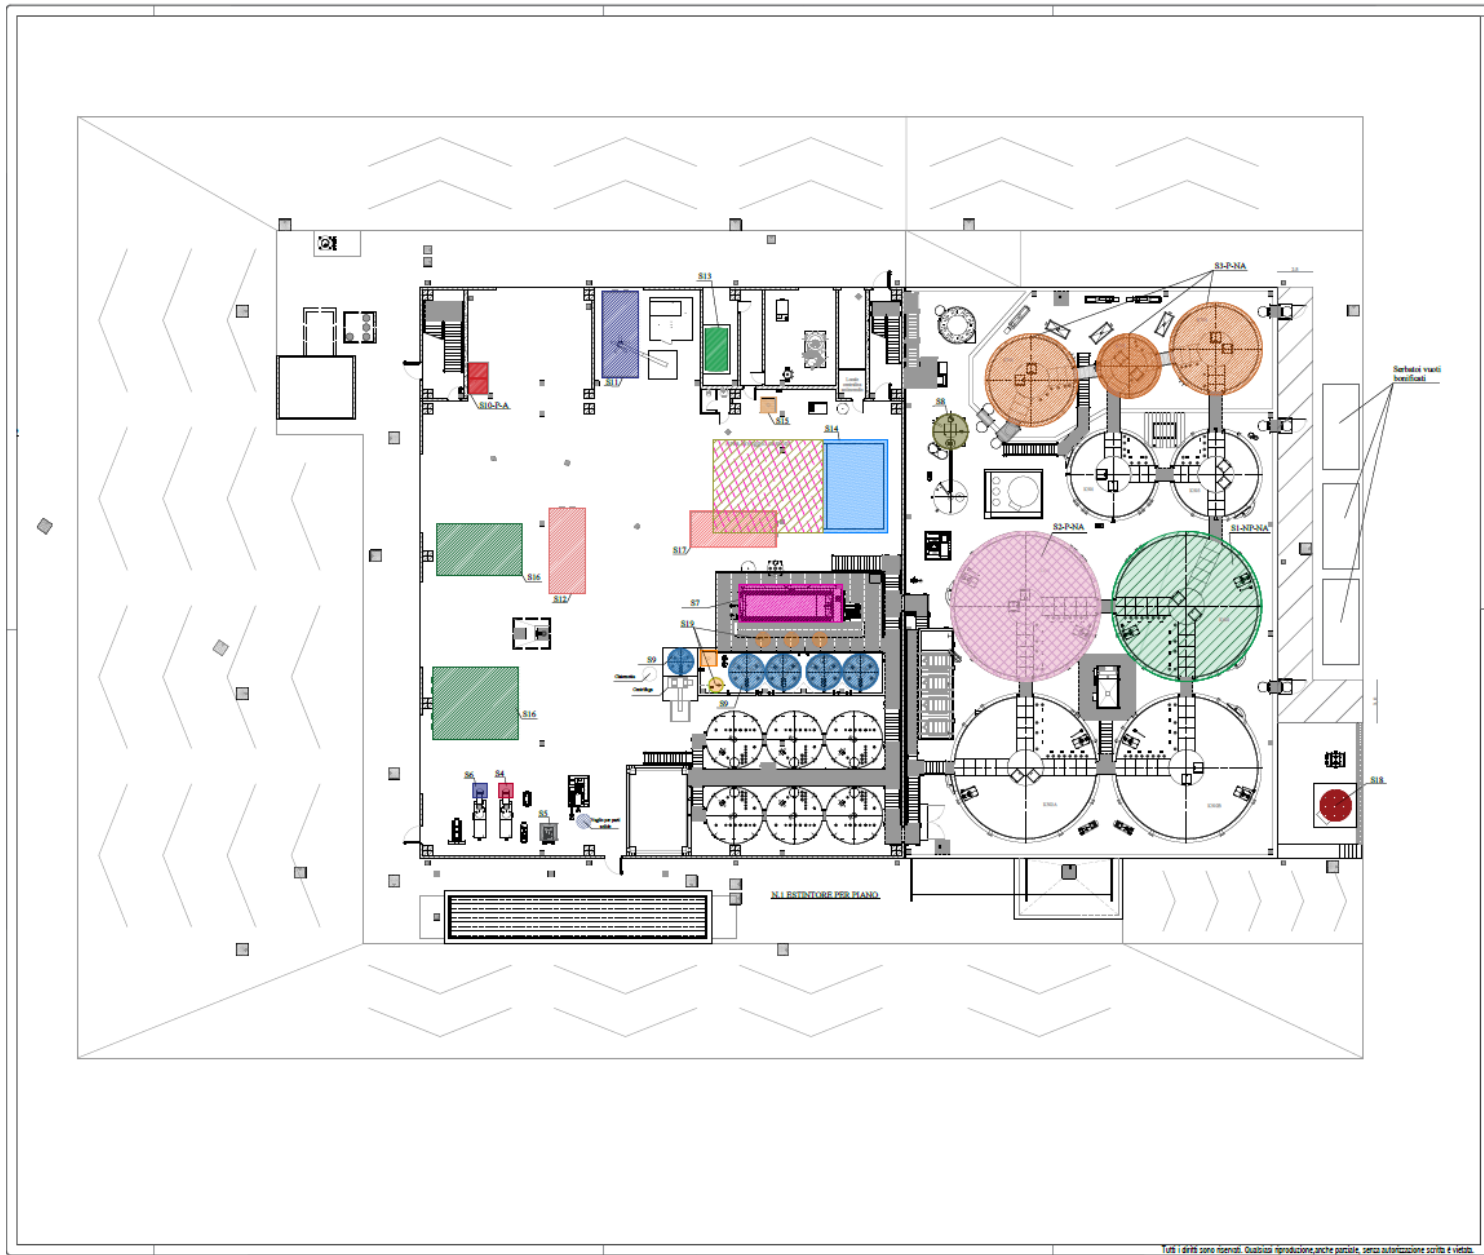 S3-P-NA
S13
Serbatoi vuoti
bonificati
S11
S10-P-A
S15
S8
S14
S2-P-NA
S1-NP-NA
S17
S16
S12
S7
S19
S9
Centrifuga
S9
S16
S6
S4
S5
S18
N.1 ESTINTORE PER PIANO
Tutti i diritti sono riservati. Qualsiasi riproduzione,anche parziale, senza autorizzazione scritta é vietata.